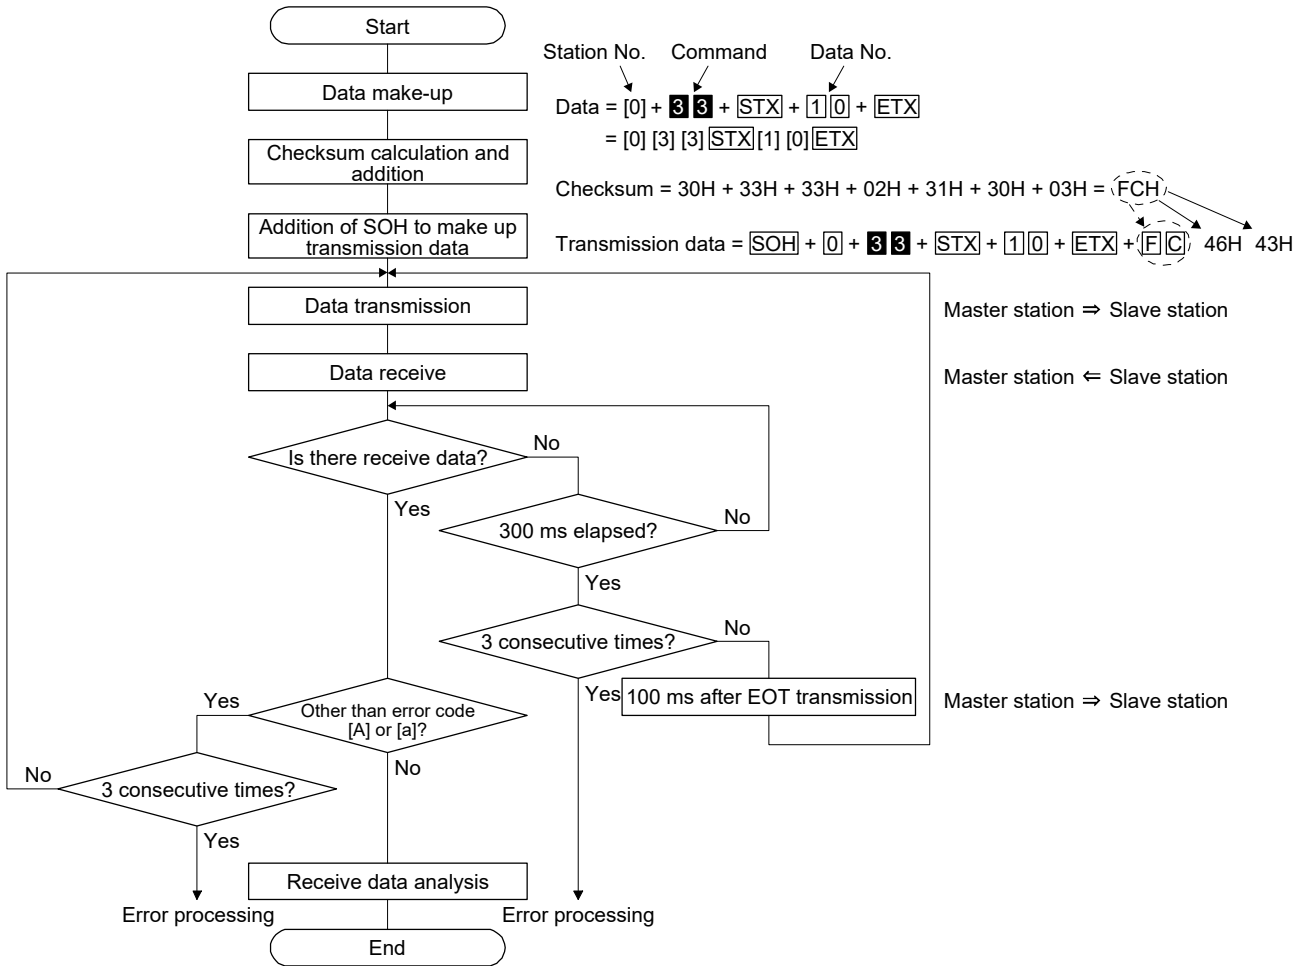 Start
Station No. Command Data No.
Data make-up
Data = [0] + 3 3 + STX + 1 0 + ETX
= [0] [3] [3] STX [1] [0] ETX
Checksum calculation and
addition
Checksum = 30H + 33H + 33H + 02H + 31H + 30H + 03H = FCH
Addition of SOH to make up
transmission data
Transmission data = SOH + 0 + 3 3 + STX + 1 0 + ETX + F C 46H 43H
Data transmission
Master station ⇒ Slave station
Data receive
Master station ⇐ Slave station
Is there receive data?
No
Yes
300 ms elapsed?
No
Yes
3 consecutive times?
No
Yes
100 ms after EOT transmission
Master station ⇒ Slave station
Other than error code
[A] or [a]?
Yes
No
3 consecutive times?
No
Yes
Receive data analysis
Error processing
Error processing
End